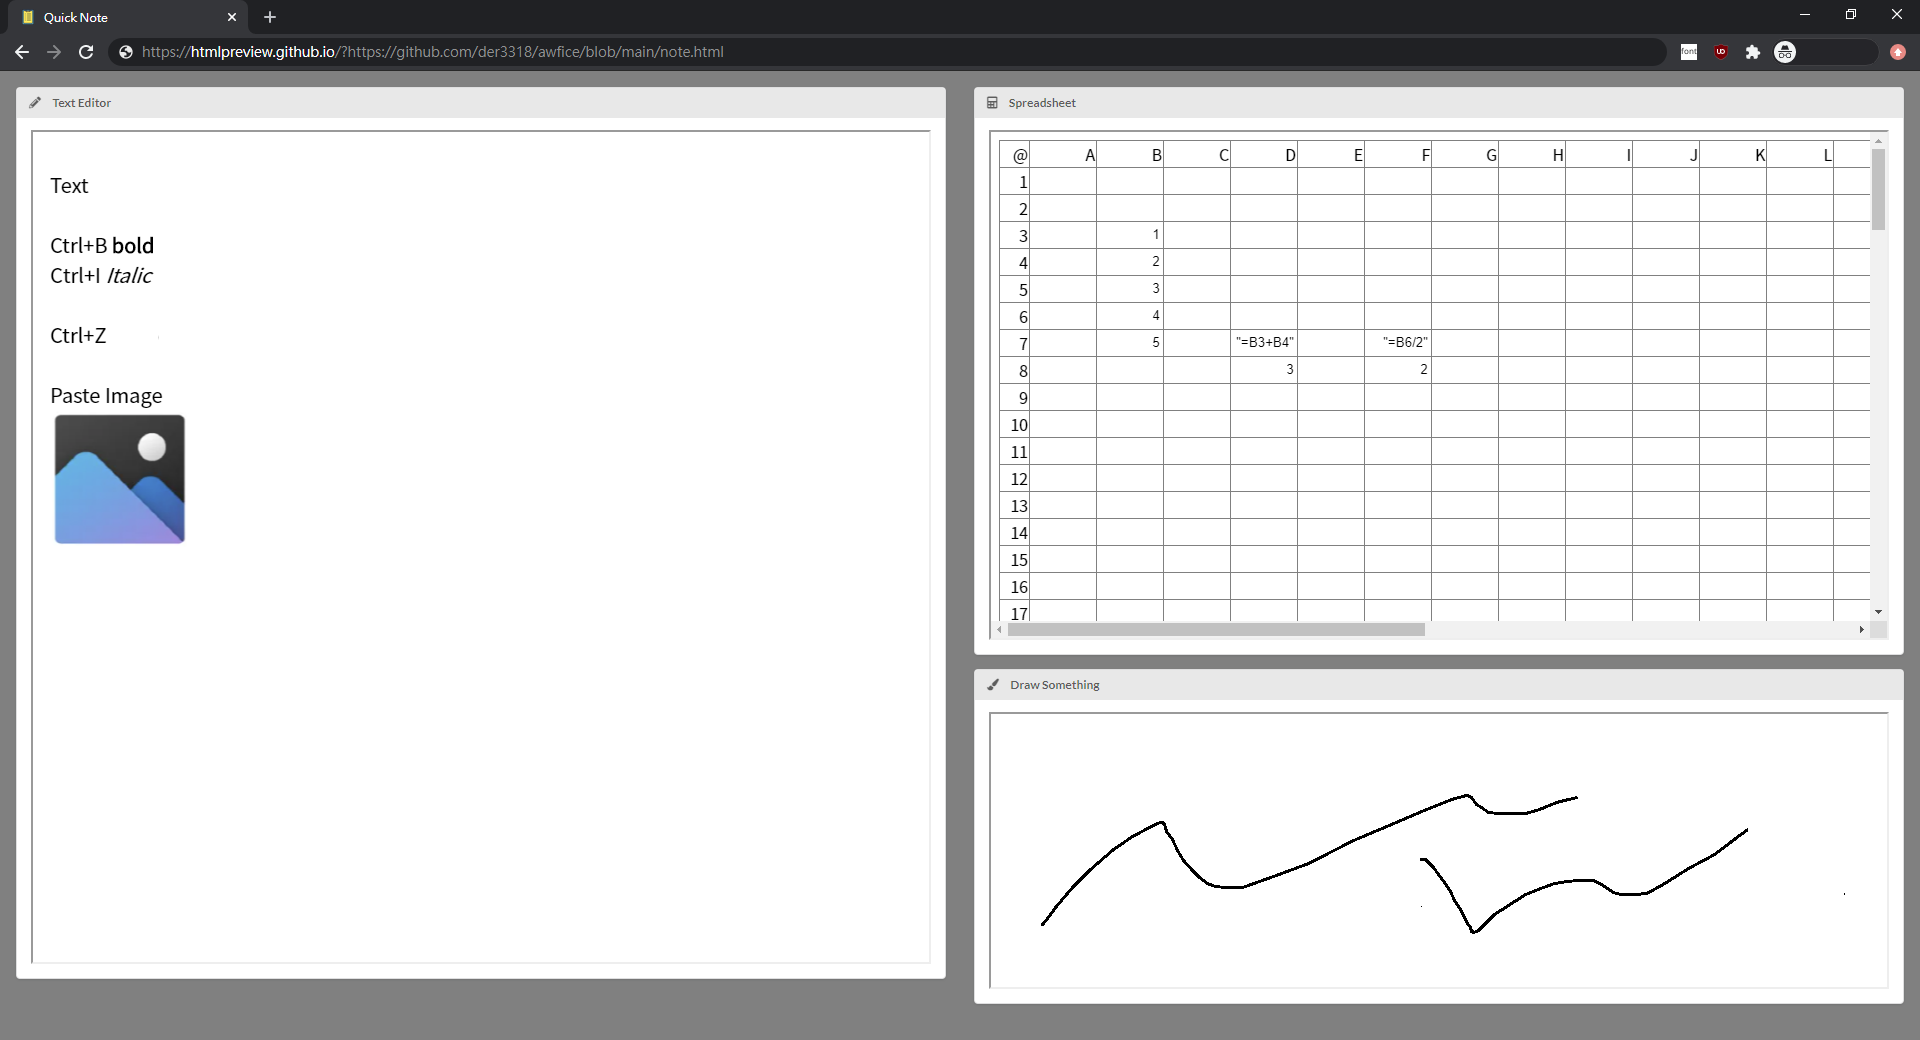 Quick Note
https://htmlpreview.github.io/?https://github.com/der3318/awfice/blob/main/note.html
font
Text Editor
Text
Ctrl+B bold
Ctrl+I Italic
Ctrl+Z
Paste Image
Spreadsheet
@ A B C D E F G H I J K L
1
2
3 1
4 2
5 3
6 4
7 5 "=B3+B4" "=B6/2"
8 3 2
9
10
11
12
13
14
15
16
17
Draw Something